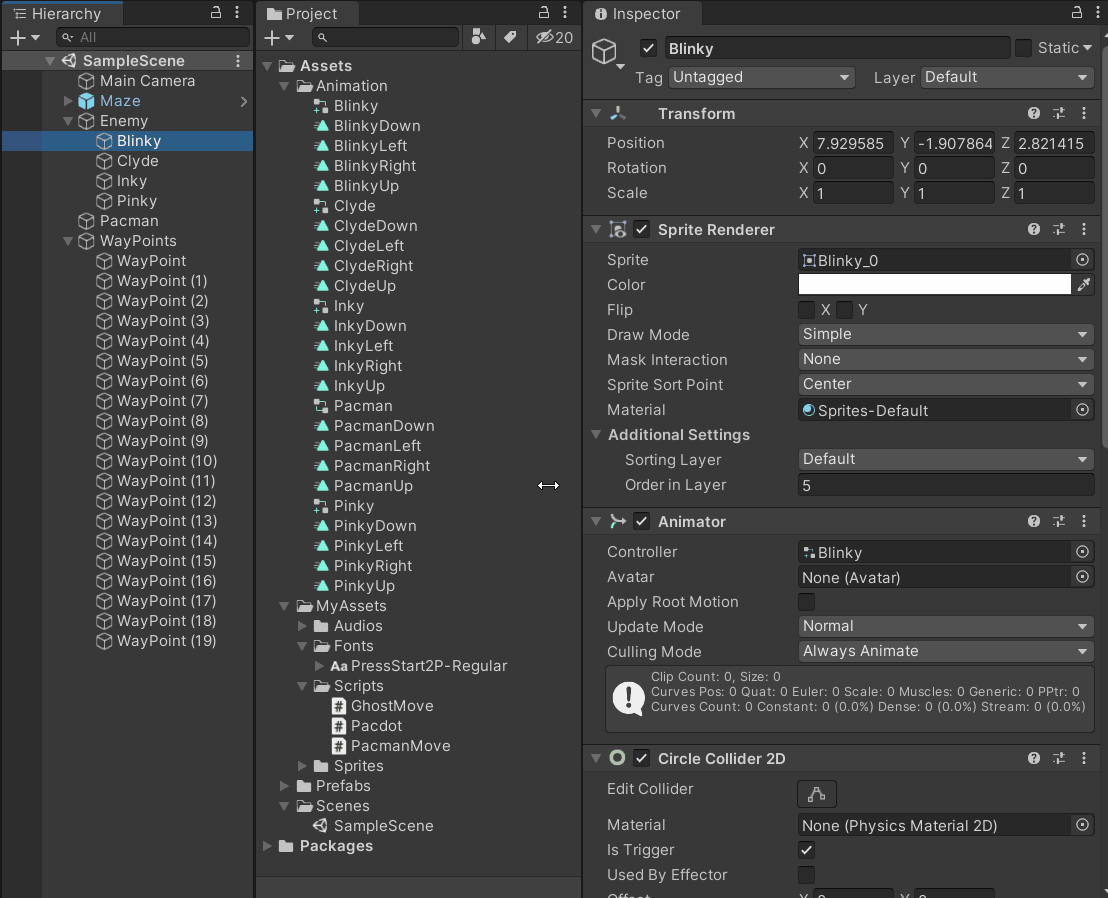 Hierarchy
All
SampleScene
Main Camera
Maze
Enemy
Blinky
Clyde
Inky
Pinky
Pacman
WayPoints
WayPoint
WayPoint (1)
WayPoint (2)
WayPoint (3)
WayPoint (4)
WayPoint (5)
WayPoint (6)
WayPoint (7)
WayPoint (8)
WayPoint (9)
WayPoint (10)
WayPoint (11)
WayPoint (12)
WayPoint (13)
WayPoint (14)
WayPoint (15)
WayPoint (16)
WayPoint (17)
WayPoint (18)
WayPoint (19)
Project
20
Assets
Animation
Blinky
BlinkyDown
BlinkyLeft
BlinkyRight
BlinkyUp
Clyde
ClydeDown
ClydeLeft
ClydeRight
ClydeUp
Inky
InkyDown
InkyLeft
InkyRight
InkyUp
Pacman
PacmanDown
PacmanLeft
PacmanRight
PacmanUp
Pinky
PinkyDown
PinkyLeft
PinkyRight
PinkyUp
MyAssets
Audios
Fonts
Aa PressStart2P-Regular
Scripts
# GhostMove
# Pacdot
# PacmanMove
Sprites
Prefabs
Scenes
SampleScene
Packages
Inspector
Blinky Static
Tag Untagged Layer Default
Transform
Position X 7.929585 Y -1.907864 Z 2.821415
Rotation X 0 Y 0 Z 0
Scale X 1 Y 1 Z 1
Sprite Renderer
Sprite Blinky_0
Color
Flip X Y
Draw Mode Simple
Mask Interaction None
Sprite Sort Point Center
Material Sprites-Default
Additional Settings
Sorting Layer Default
Order in Layer 5
Animator
Controller Blinky
Avatar None (Avatar)
Apply Root Motion
Update Mode Normal
Culling Mode Always Animate
Clip Count: 0, Size: 0
Curves Pos: 0 Quat: 0 Euler: 0 Scale: 0 Muscles: 0 Generic: 0 PPtr: 0
Curves Count: 0 Constant: 0 (0.0%) Dense: 0 (0.0%) Stream: 0 (0.0%)
Circle Collider 2D
Edit Collider
Material None (Physics Material 2D)
Is Trigger
Used By Effector
Offset X 0 Y 0